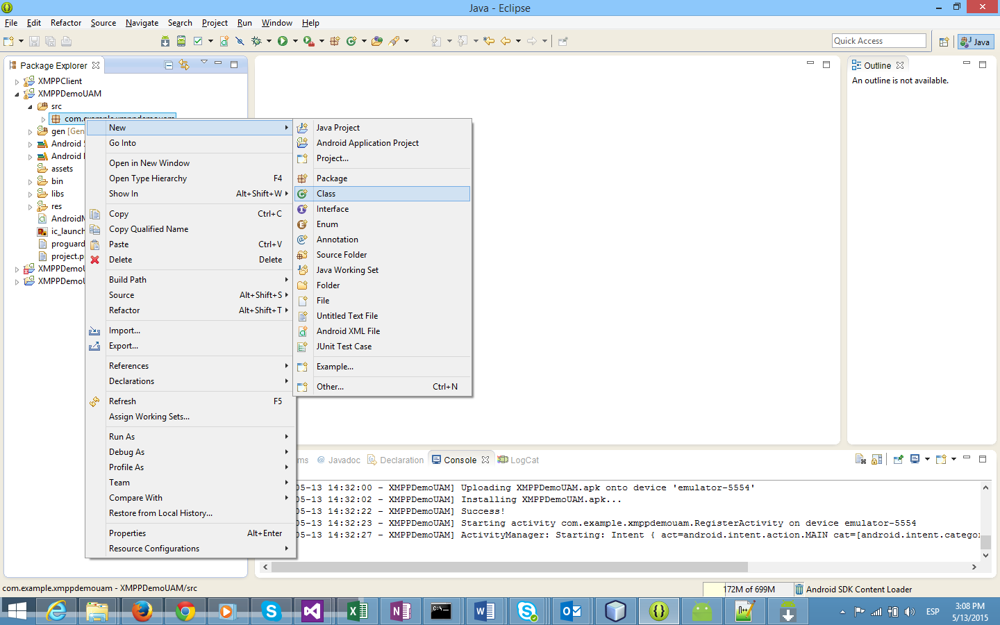 Java - Eclipse
File Edit Refactor Source Navigate Search Project Run Window Help
Quick Access
Java
Package Explorer
XMPPClient
XMPPDemoUAM
src
com.example.xmppdemouam
gen [Gen
Android
Android
assets
bin
libs
res
AndroidM
ic_launch
proguard
project.p
XMPPDemoU
XMPPDemoU
New
Go Into
Open in New Window
Open Type Hierarchy F4
Show In Alt+Shift+W
Copy Ctrl+C
Copy Qualified Name
Paste Ctrl+V
Delete Delete
Build Path
Source Alt+Shift+S
Refactor Alt+Shift+T
Import...
Export...
References
Declarations
Refresh F5
Assign Working Sets...
Run As
Debug As
Profile As
Team
Compare With
Restore from Local History...
Properties Alt+Enter
Resource Configurations
Java Project
Android Application Project
Project...
Package
Class
Interface
Enum
Annotation
Source Folder
Java Working Set
Folder
File
Untitled Text File
Android XML File
JUnit Test Case
Example...
Other... Ctrl+N
Outline
An outline is not available.
ms @ Javadoc Declaration Console LogCat
05-13 14:32:00 - XMPPDemoUAM] Uploading XMPPDemoUAM.apk onto device 'emulator-5554'
05-13 14:32:02 - XMPPDemoUAM] Installing XMPPDemoUAM.apk...
05-13 14:32:22 - XMPPDemoUAM] Success!
05-13 14:32:23 - XMPPDemoUAM] Starting activity com.example.xmppdemouam.RegisterActivity on device emulator-5554
05-13 14:32:27 - XMPPDemoUAM] ActivityManager: Starting: Intent { act=android.intent.action.MAIN cat=[android.intent.catego
com.example.xmppdemouam - XMPPDemoUAM/src
172M of 699M
Android SDK Content Loader
ESP
3:08 PM
5/13/2015